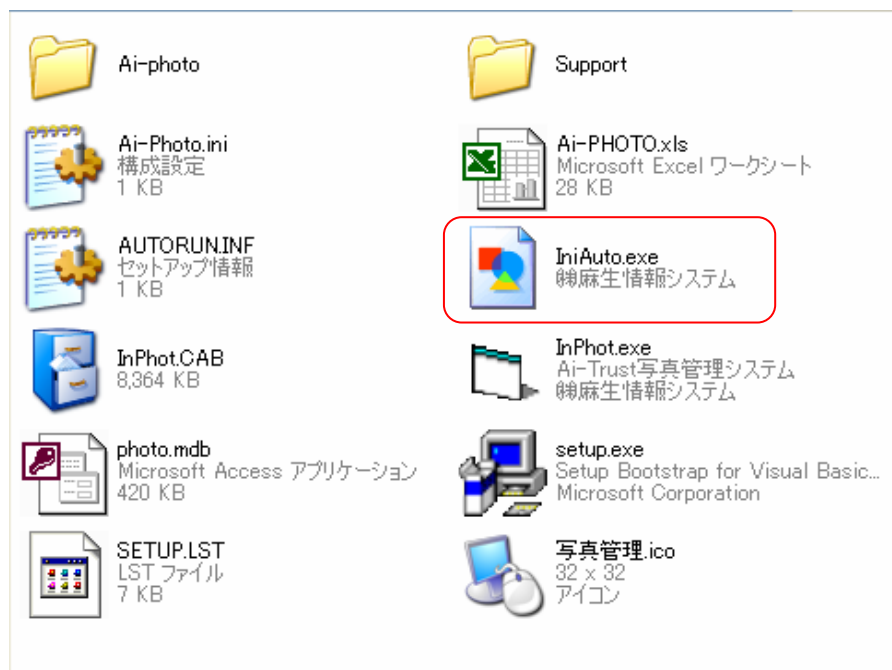 Ai-photo
Support
Ai-Photo.ini
構成設定
1 KB
Ai-PHOTO.xls
Microsoft Excel ワークシート
28 KB
AUTORUN.INF
セットアップ情報
1 KB
IniAuto.exe
㈱麻生情報システム
InPhot.CAB
8,364 KB
InPhot.exe
Ai-Trust写真管理システム
㈱麻生情報システム
photo.mdb
Microsoft Access アプリケーション
420 KB
setup.exe
Setup Bootstrap for Visual Basic...
Microsoft Corporation
SETUP.LST
LST ファイル
7 KB
写真管理.ico
32 x 32
アイコン